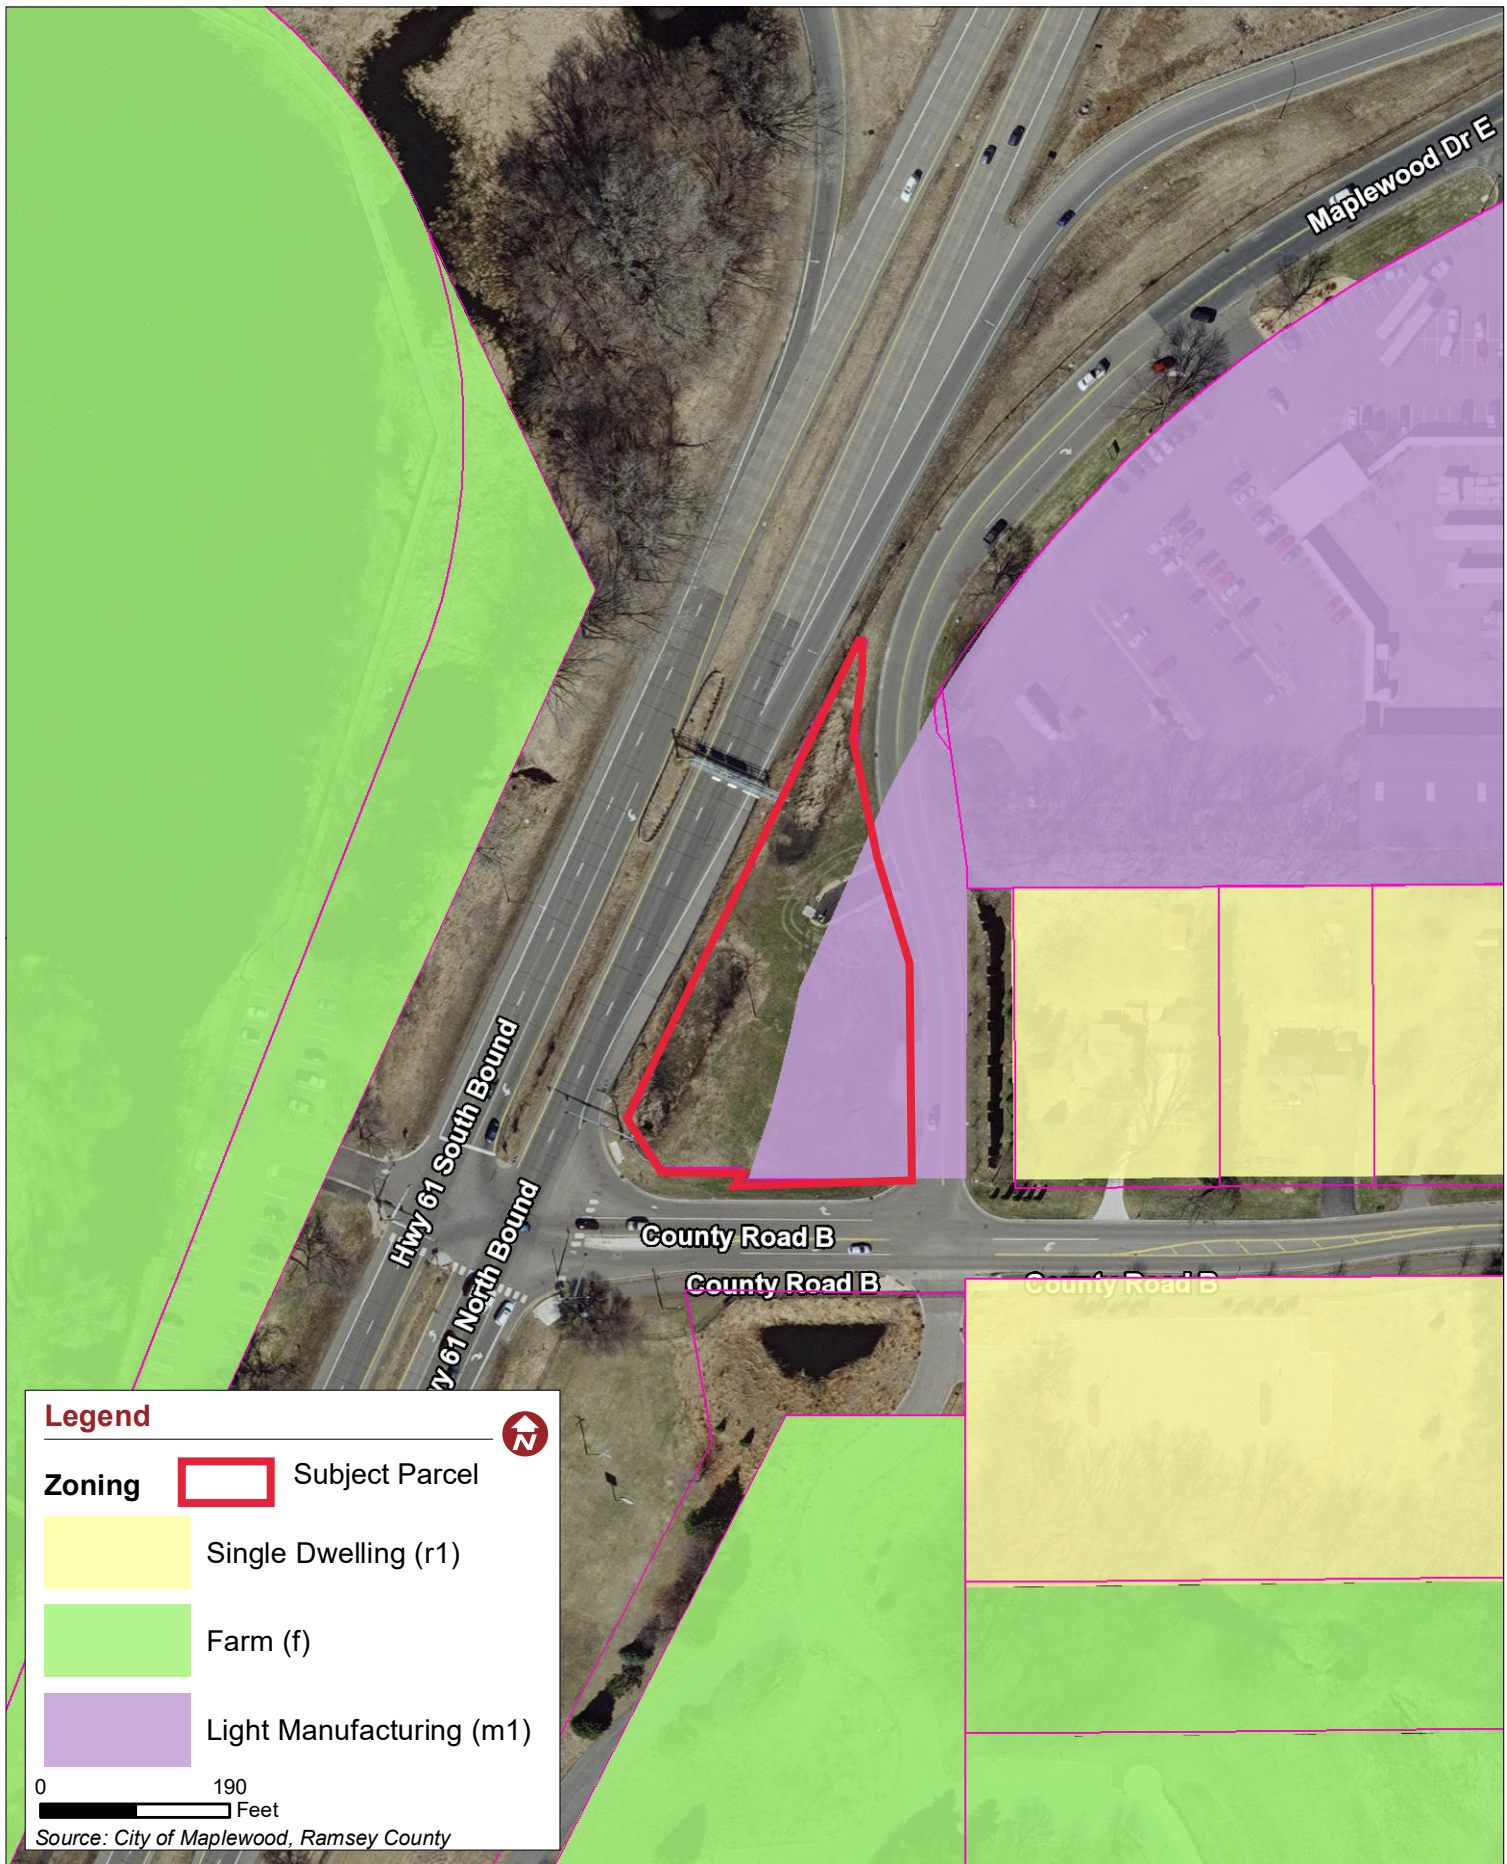 Maplewood Dr E
Hwy 61 South Bound
wy 61 North Bound
County Road B
County Road B
County Road B
Legend
N
Zoning
Subject Parcel
Single Dwelling (r1)
Farm (f)
Light Manufacturing (m1)
0 190
Feet
Source: City of Maplewood, Ramsey County